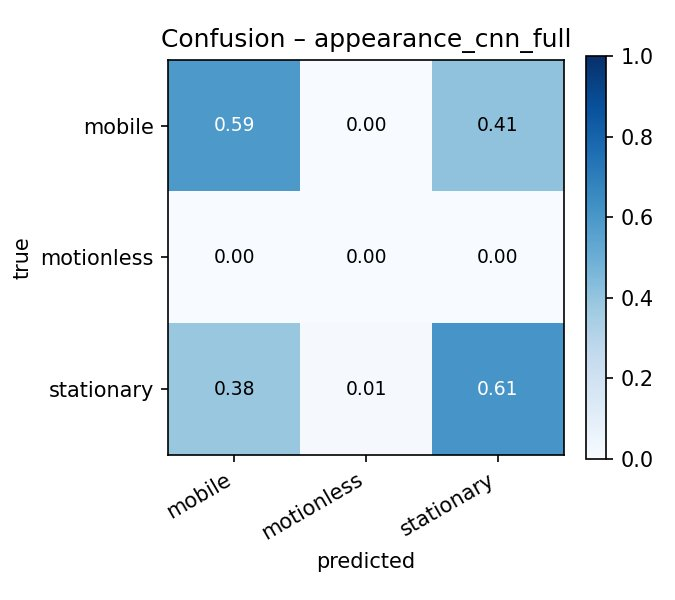 Confusion – appearance_cnn_full
1.0
mobile 0.59 0.00 0.41
0.8
0.6
true
motionless 0.00 0.00 0.00
0.4
stationary 0.38 0.01 0.61
0.2
0.0
mobile motionless stationary
predicted